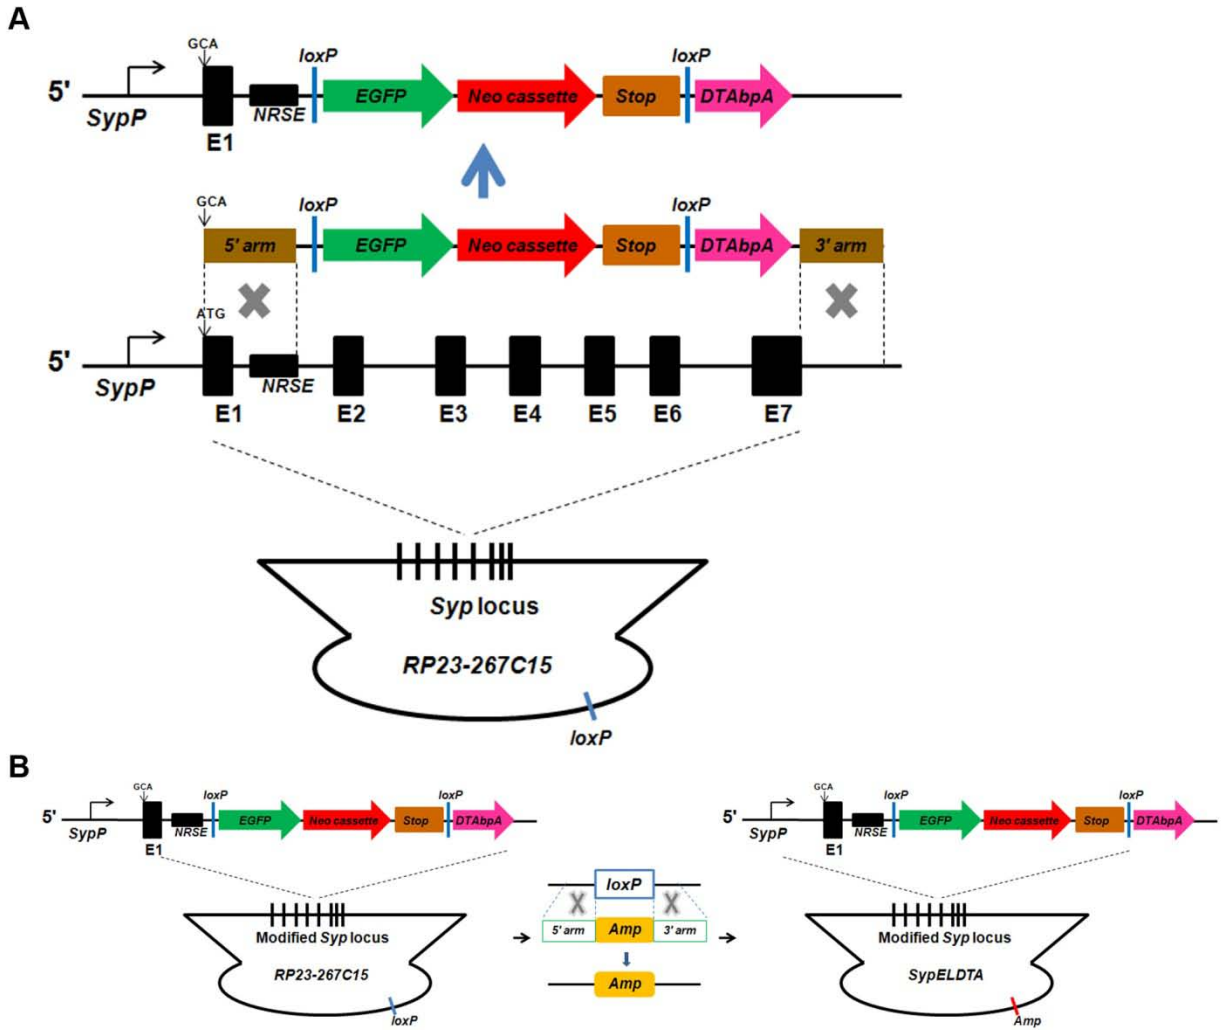 A
GCA
loxP
loxP
5'
EGFP
Neo cassette
Stop
DTAbpA
SypP
NRSE
E1
GCA
loxP
loxP
5' arm
EGFP
Neo cassette
Stop
DTAbpA
3' arm
ATG
5'
SypP
NRSE
E1
E2
E3
E4
E5
E6
E7
Syp locus
RP23-267C15
loxP
B
GCA
loxP
loxP
5'
EGFP
Neo cassette
Stop
DTAbpA
SypP
NRSE
E1
Modified Syp locus
RP23-267C15
loxP
loxP
5' arm
Amp
3' arm
Amp
GCA
loxP
loxP
5'
EGFP
Neo cassette
Stop
DTAbpA
SypP
NRSE
E1
Modified Syp locus
SypELDTA
Amp